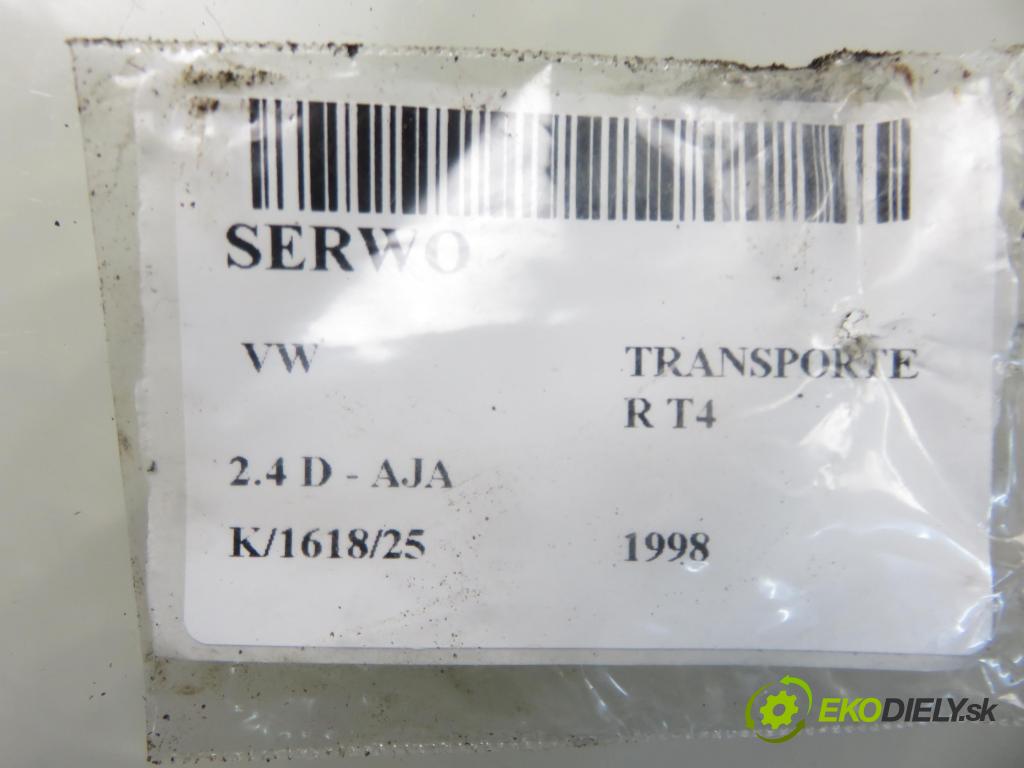 SERWO
VW TRANSPORTE
R T4
2.4 D - AJA
K/1618/25 1998
EKODIELY.sk